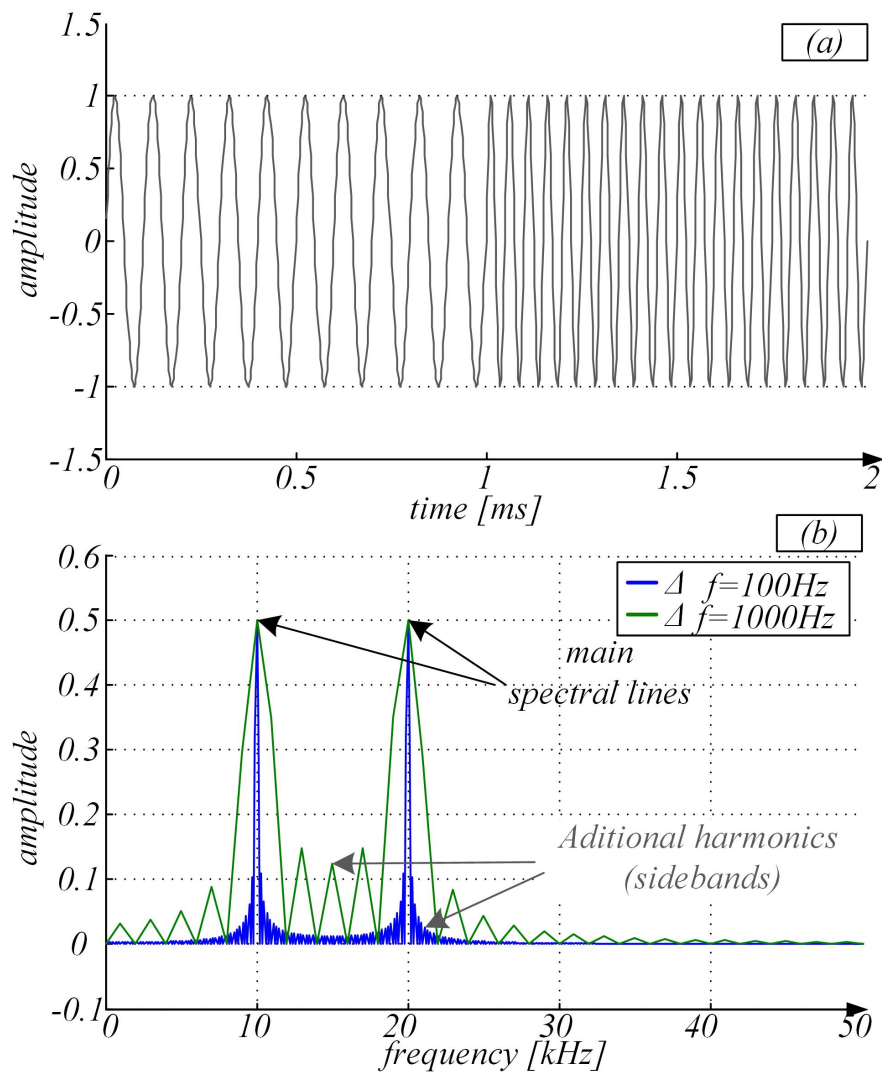 1.5
(a)
1
0.5
0
-0.5
-1
-1.5
amplitude
0 0.5 1 1.5 2
time [ms]
(b)
0.6
0.5
0.4
0.3
0.2
0.1
0
-0.1
amplitude
Δ f=100Hz
Δ f=1000Hz
main
spectral lines
Aditional harmonics
(sidebands)
0 10 20 30 40 50
frequency [kHz]